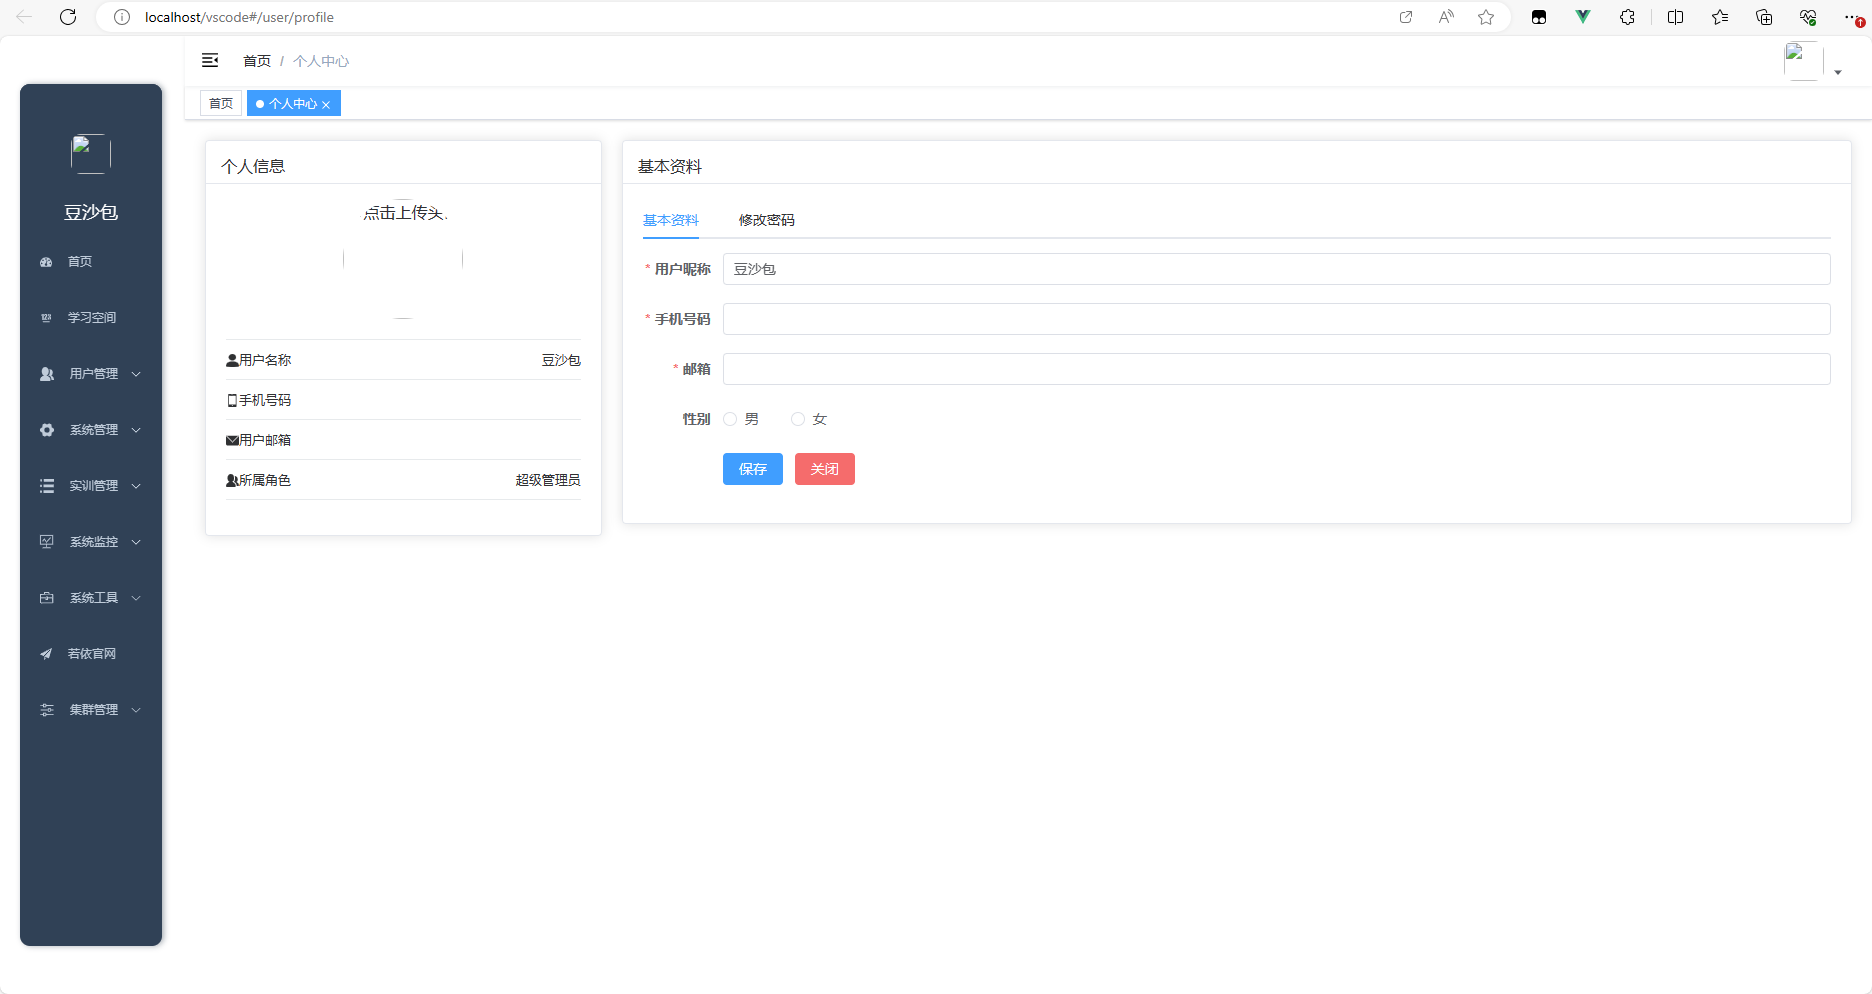 localhost/vscode#/user/profile
首页 / 个人中心
首页
个人中心
豆沙包
首页
学习空间
用户管理
系统管理
实训管理
系统监控
系统工具
若依官网
集群管理
个人信息
点击上传头
用户名称 豆沙包
手机号码
用户邮箱
所属角色 超级管理员
基本资料
基本资料 修改密码
* 用户昵称 豆沙包
* 手机号码
* 邮箱
性别 男 女
保存 关闭